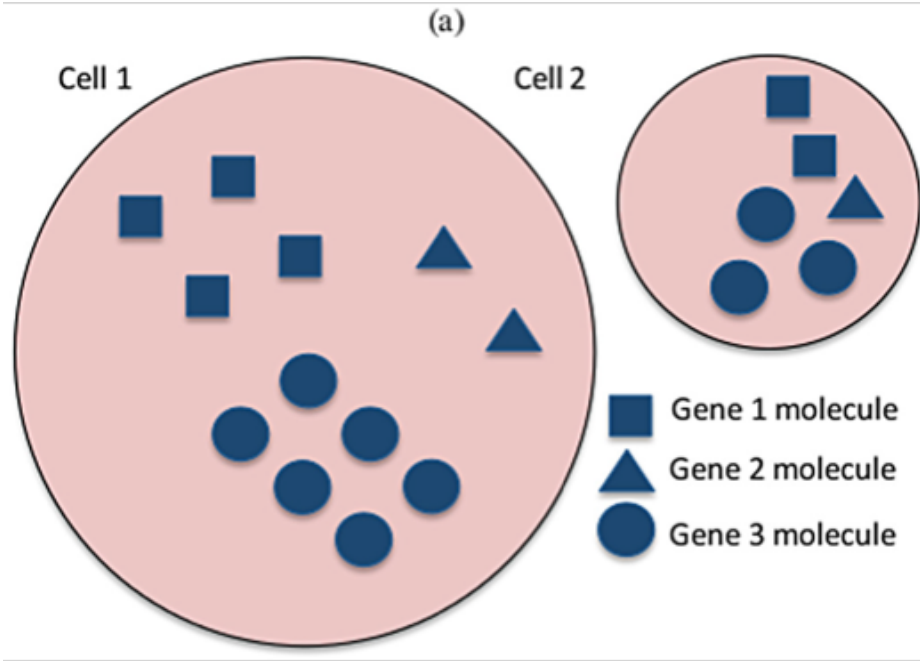 (a)
Cell 1
Cell 2
Gene 1 molecule
Gene 2 molecule
Gene 3 molecule